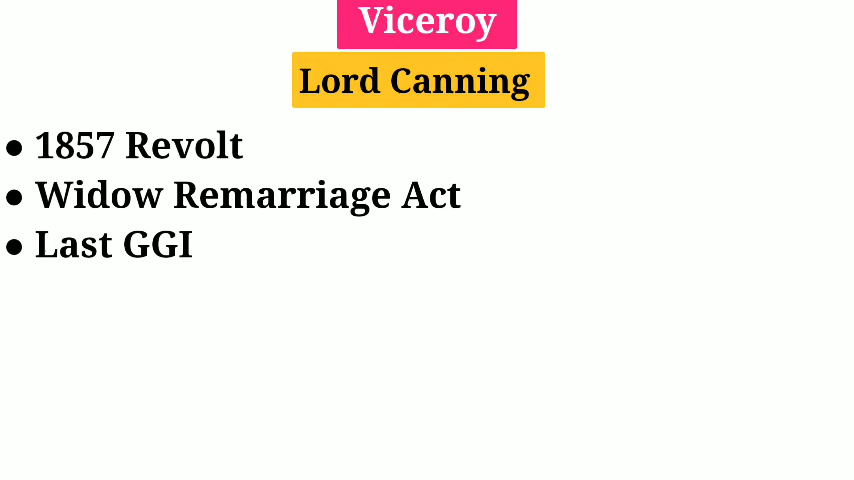 Viceroy
Lord Canning
● 1857 Revolt
● Widow Remarriage Act
● Last GGI